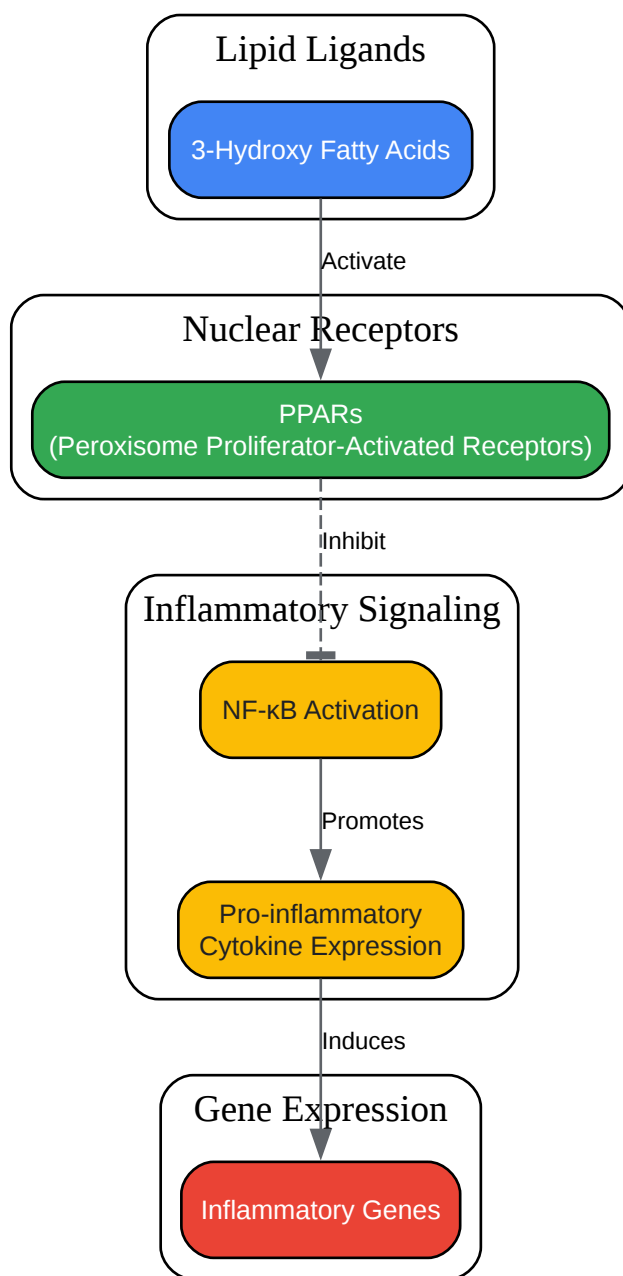 Lipid Ligands
3-Hydroxy Fatty Acids
Activate
Nuclear Receptors
PPARs
(Peroxisome Proliferator-Activated Receptors)
Inhibit
Inflammatory Signaling
NF-κB Activation
Promotes
Pro-inflammatory
Cytokine Expression
Induces
Gene Expression
Inflammatory Genes